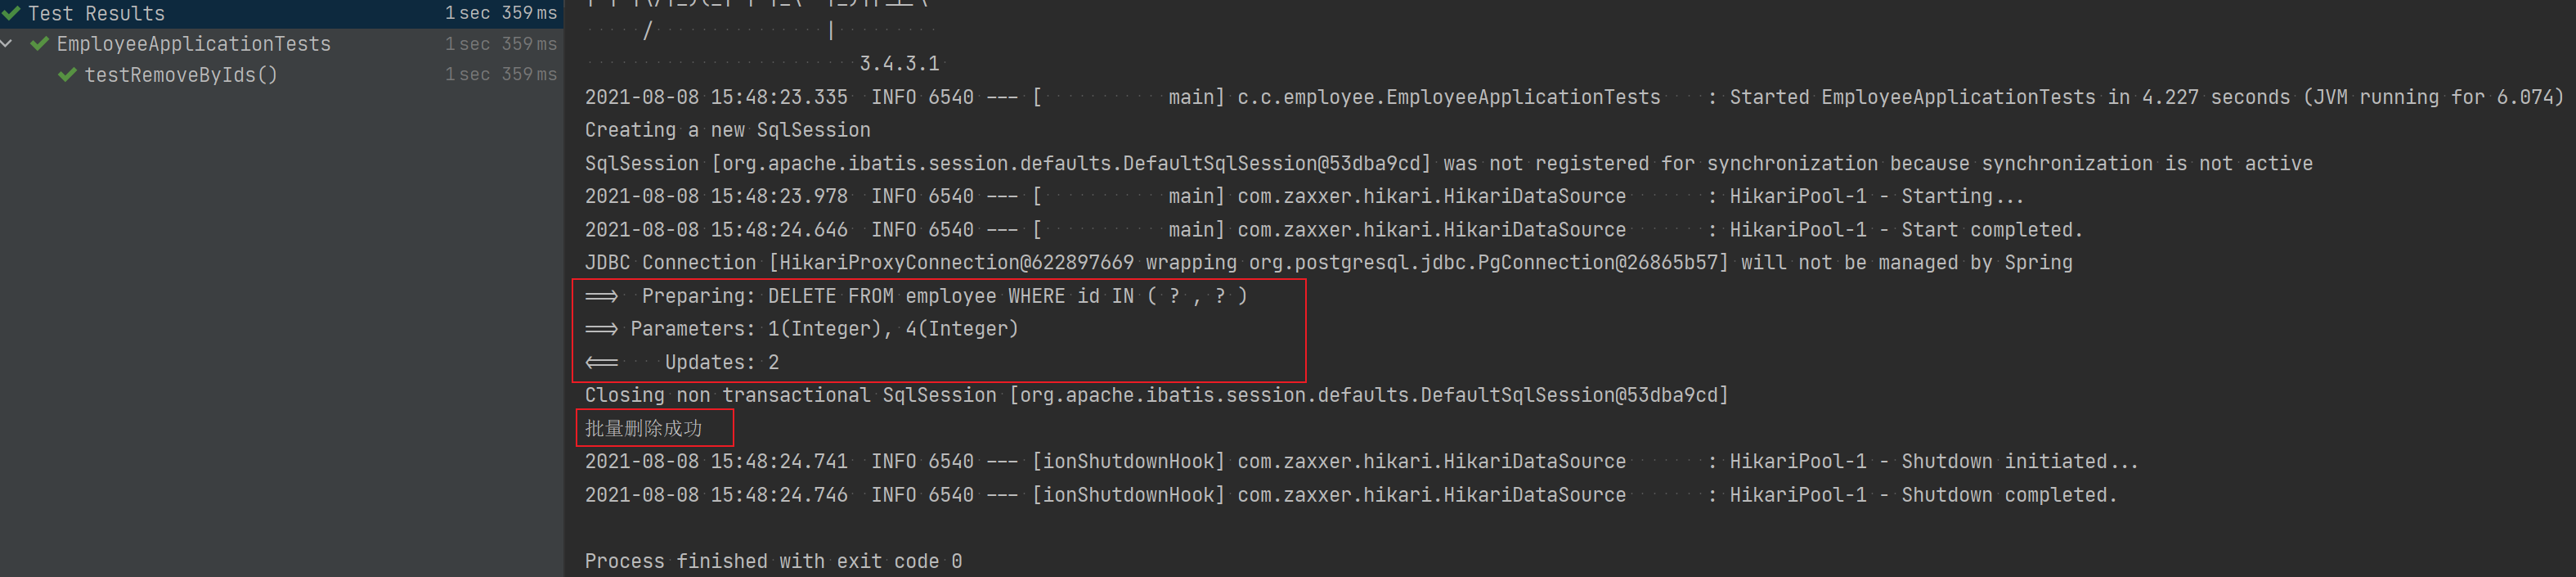 Test Results 1 sec 359 ms
EmployeeApplicationTests 1 sec 359 ms
testRemoveByIds() 1 sec 359 ms
/ |
3.4.3.1
2021-08-08 15:48:23.335  INFO 6540 --- [           main] c.c.employee.EmployeeApplicationTests    : Started EmployeeApplicationTests in 4.227 seconds (JVM running for 6.074)
Creating a new SqlSession
SqlSession [org.apache.ibatis.session.defaults.DefaultSqlSession@53dba9cd] was not registered for synchronization because synchronization is not active
2021-08-08 15:48:23.978  INFO 6540 --- [           main] com.zaxxer.hikari.HikariDataSource       : HikariPool-1 - Starting...
2021-08-08 15:48:24.646  INFO 6540 --- [           main] com.zaxxer.hikari.HikariDataSource       : HikariPool-1 - Start completed.
JDBC Connection [HikariProxyConnection@622897669 wrapping org.postgresql.jdbc.PgConnection@26865b57] will not be managed by Spring
==>  Preparing: DELETE FROM employee WHERE id IN ( ? , ? )
==> Parameters: 1(Integer), 4(Integer)
<==    Updates: 2
Closing non transactional SqlSession [org.apache.ibatis.session.defaults.DefaultSqlSession@53dba9cd]
批量删除成功
2021-08-08 15:48:24.741  INFO 6540 --- [ionShutdownHook] com.zaxxer.hikari.HikariDataSource       : HikariPool-1 - Shutdown initiated...
2021-08-08 15:48:24.746  INFO 6540 --- [ionShutdownHook] com.zaxxer.hikari.HikariDataSource       : HikariPool-1 - Shutdown completed.
Process finished with exit code 0